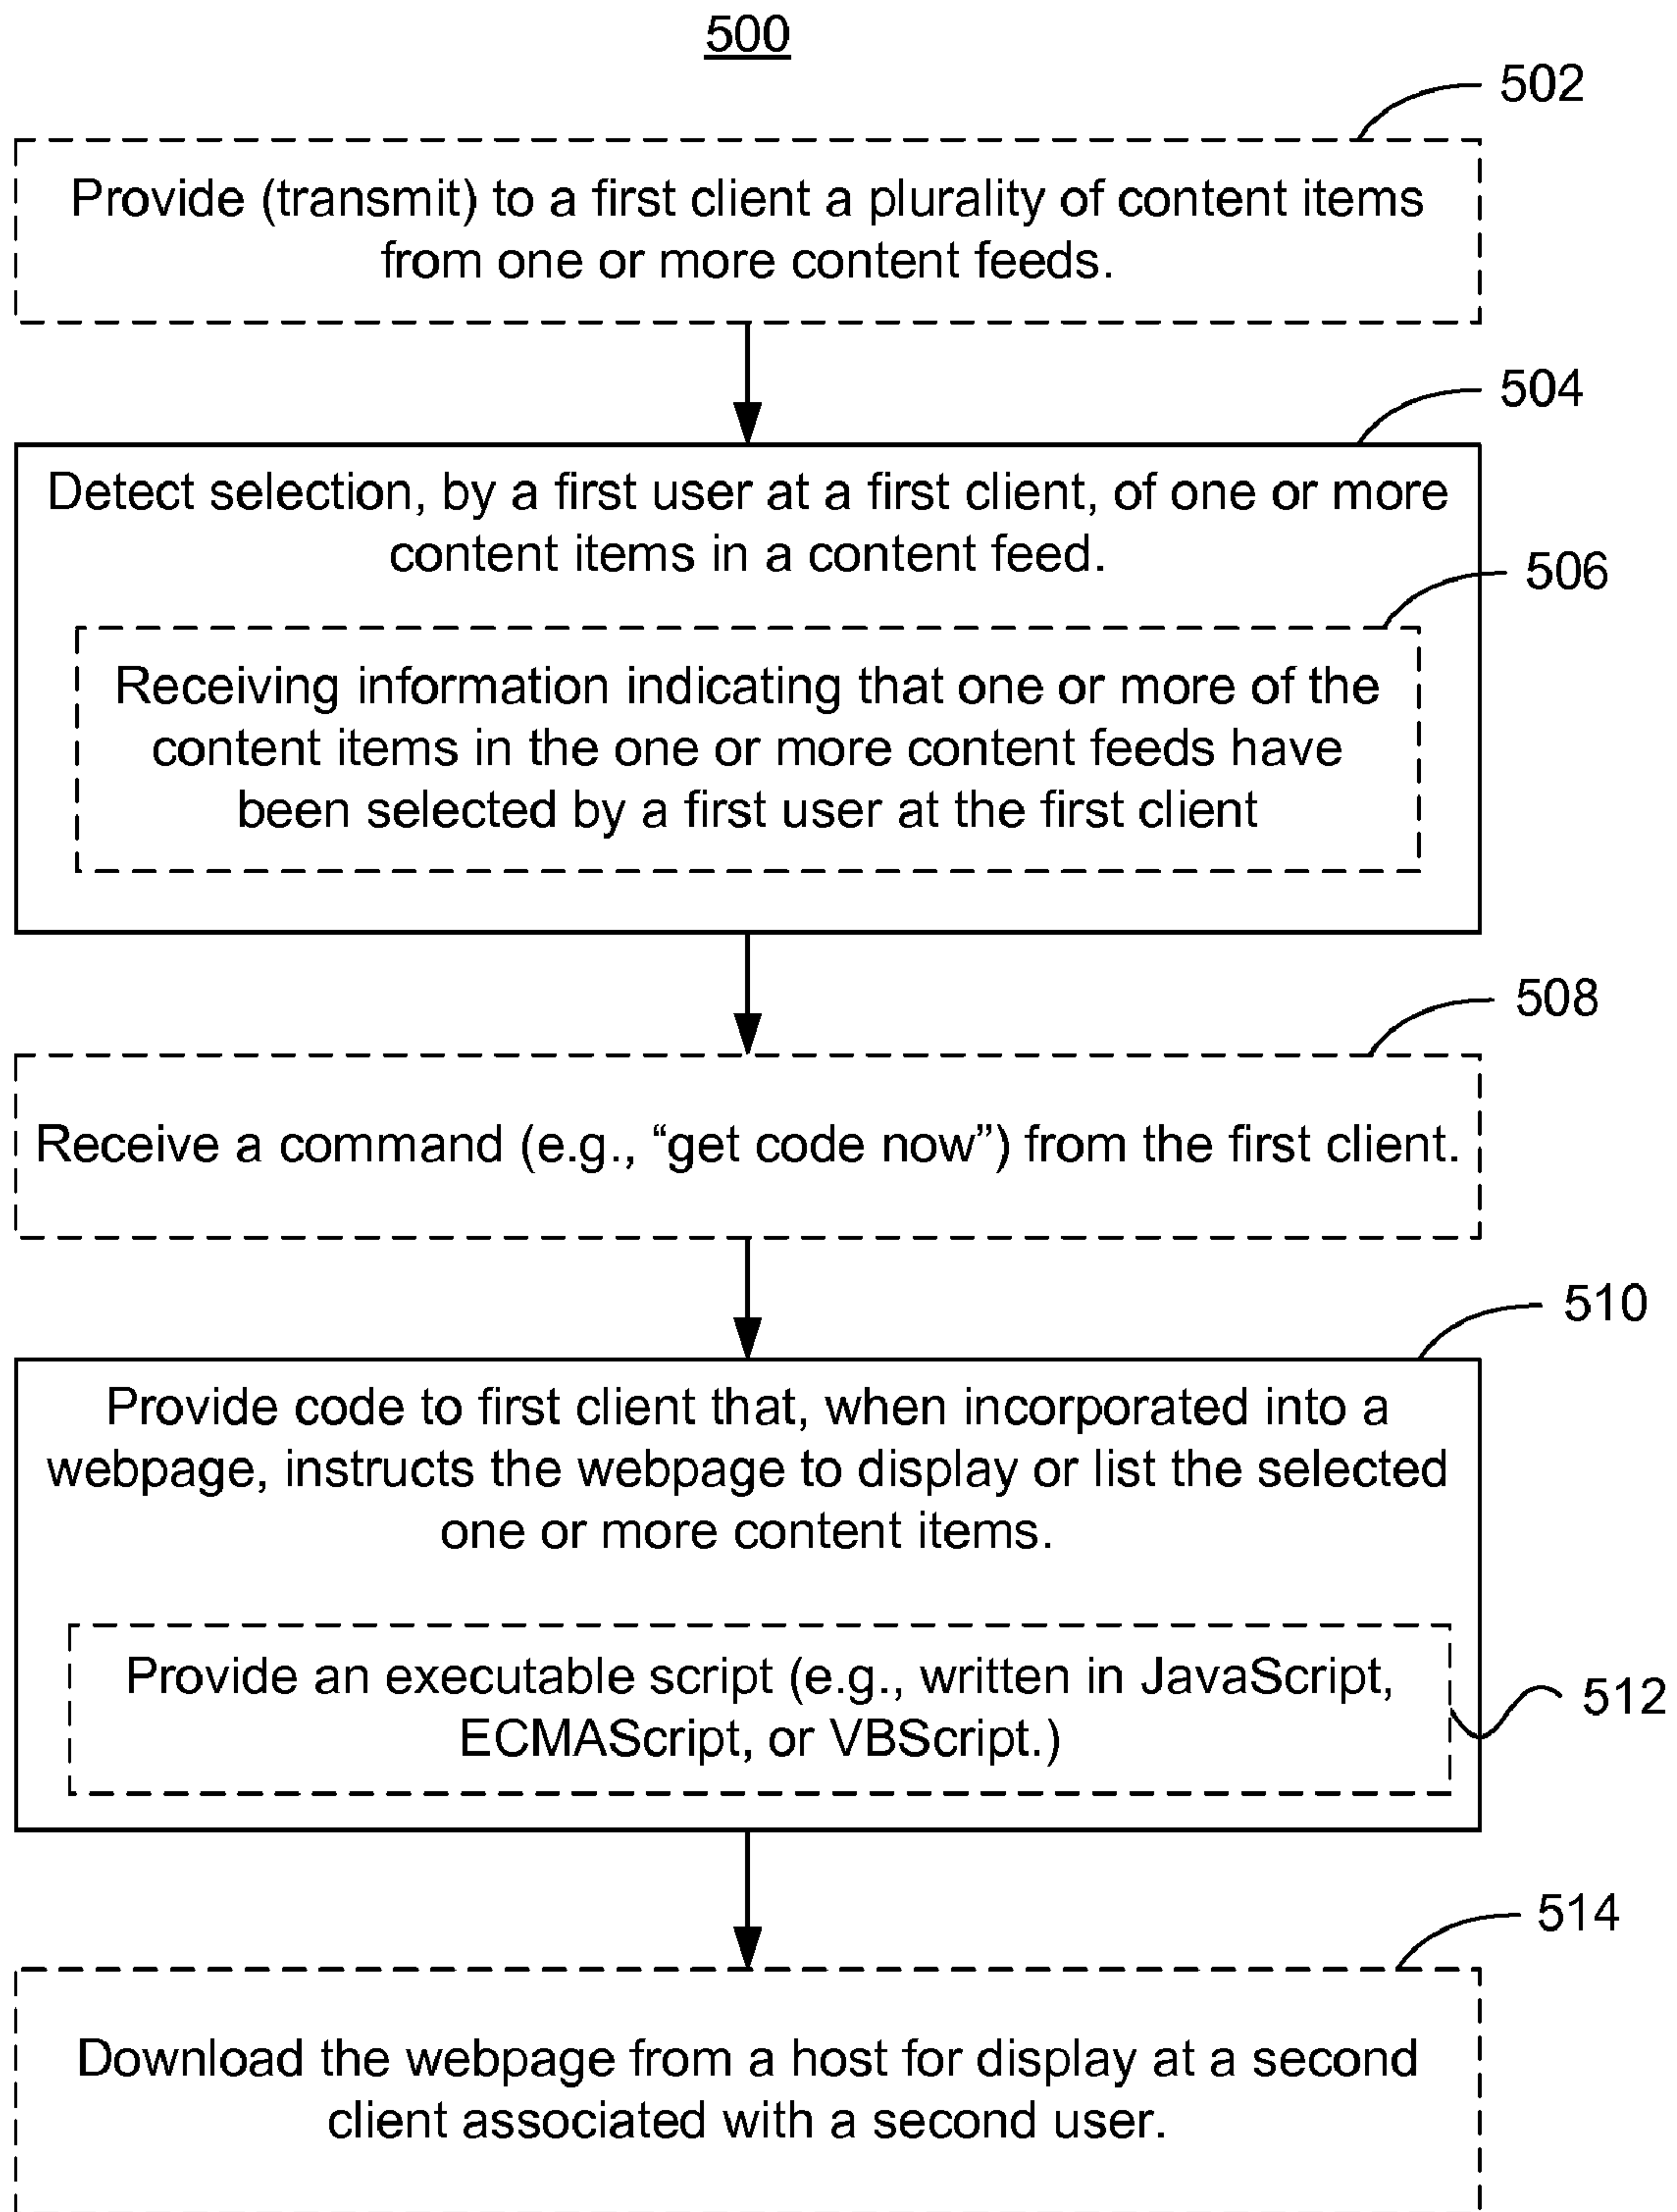 500
502
Provide (transmit) to a first client a plurality of content items
from one or more content feeds.
504
Detect selection, by a first user at a first client, of one or more
content items in a content feed.
506
Receiving information indicating that one or more of the
content items in the one or more content feeds have
been selected by a first user at the first client
508
Receive a command (e.g., “get code now”) from the first client.
510
Provide code to first client that, when incorporated into a
webpage, instructs the webpage to display or list the selected
one or more content items.
Provide an executable script (e.g., written in JavaScript,
ECMAScript, or VBScript.)
512
514
Download the webpage from a host for display at a second
client associated with a second user.